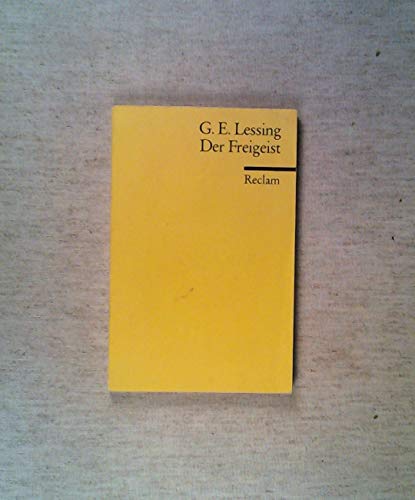 G. E. Lessing
Der Freigeist
Reclam